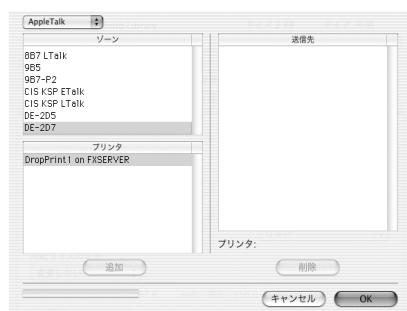 AppleTalk
ゾーン
8B7 LTalk
9B5
9B7-P2
CIS KSP ETalk
CIS KSP LTalk
DE-2D5
DE-2D7
プリンタ
DropPrint1 on FXSERVER
追加
送信先
プリンタ:
削除
キャンセル
OK